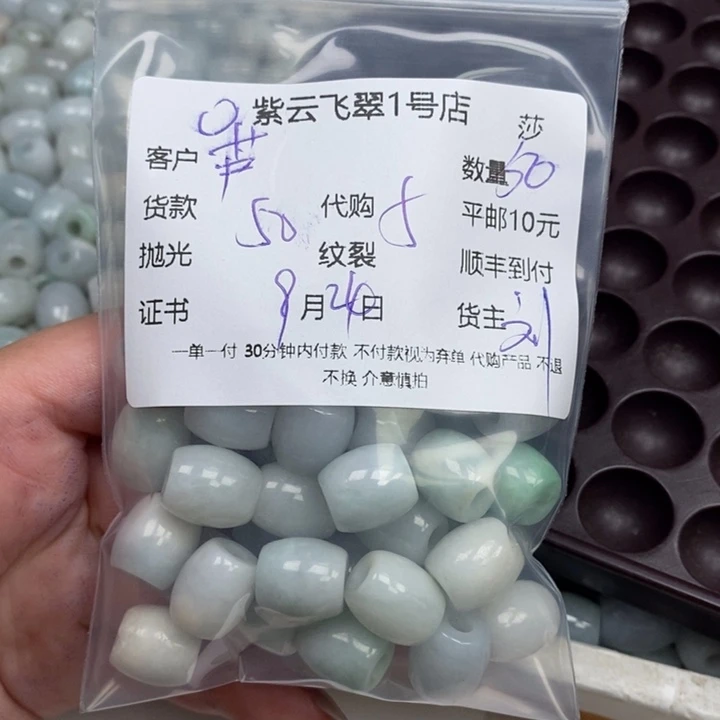 紫云飞翠1号店 莎
客户 数量50
货款 50 代购 5 平邮10元
抛光 纹裂 顺丰到付
证书 9月24日 货主 刘
一单一付 30分钟内付款 不付款视为弃单 代购产品 不退
不换 介意慎拍